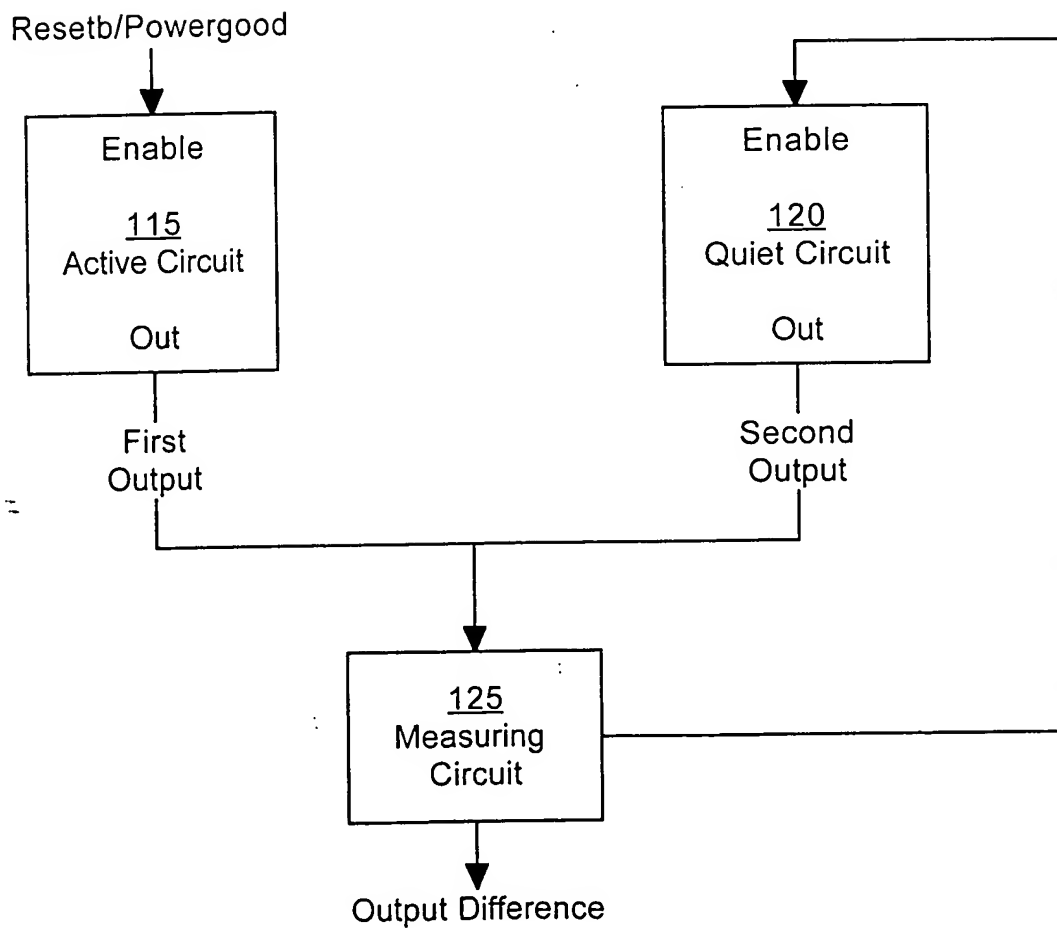 Resetb/Powergood
Enable
115
Active Circuit
Out
First
Output
Enable
120
Quiet Circuit
Out
Second
Output
125
Measuring
Circuit
Output Difference